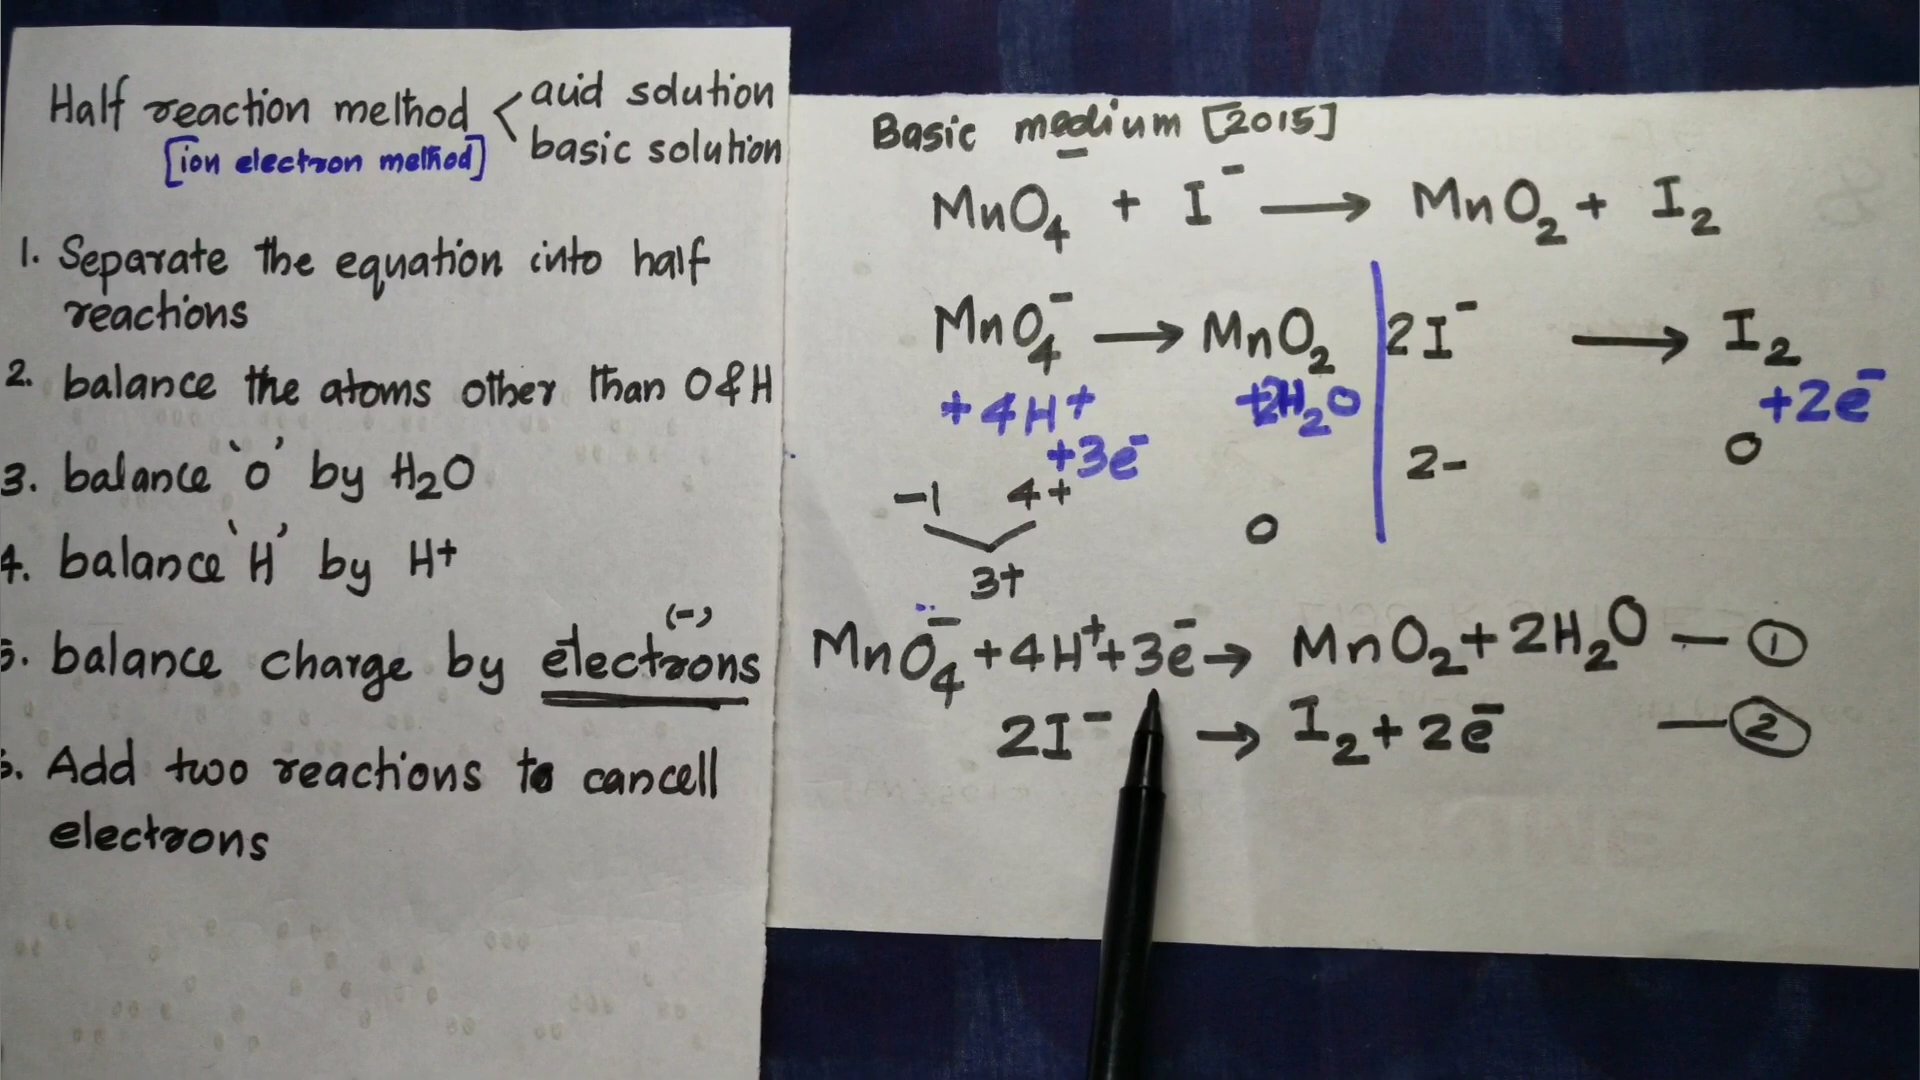 Half reaction method < acid solution
[ion electron method] basic solution
1. Separate the equation into half
reactions
2. balance the atoms other than O & H
3. balance 'O' by H₂O
4. balance 'H' by H+
5. balance charge by electrons
(-)
6. Add two reactions to cancell
electrons
Basic medium [2015]
MnO₄⁻ + I⁻ → MnO₂ + I₂
MnO₄⁻ → MnO₂ | 2I⁻ → I₂
+4H+ +2H₂O +2e⁻
+3e⁻ 2- 0
-1 4+
0
3+
MnO₄⁻ + 4H⁺ + 3e⁻ → MnO₂ + 2H₂O — ①
2I⁻ → I₂ + 2e⁻ — ②